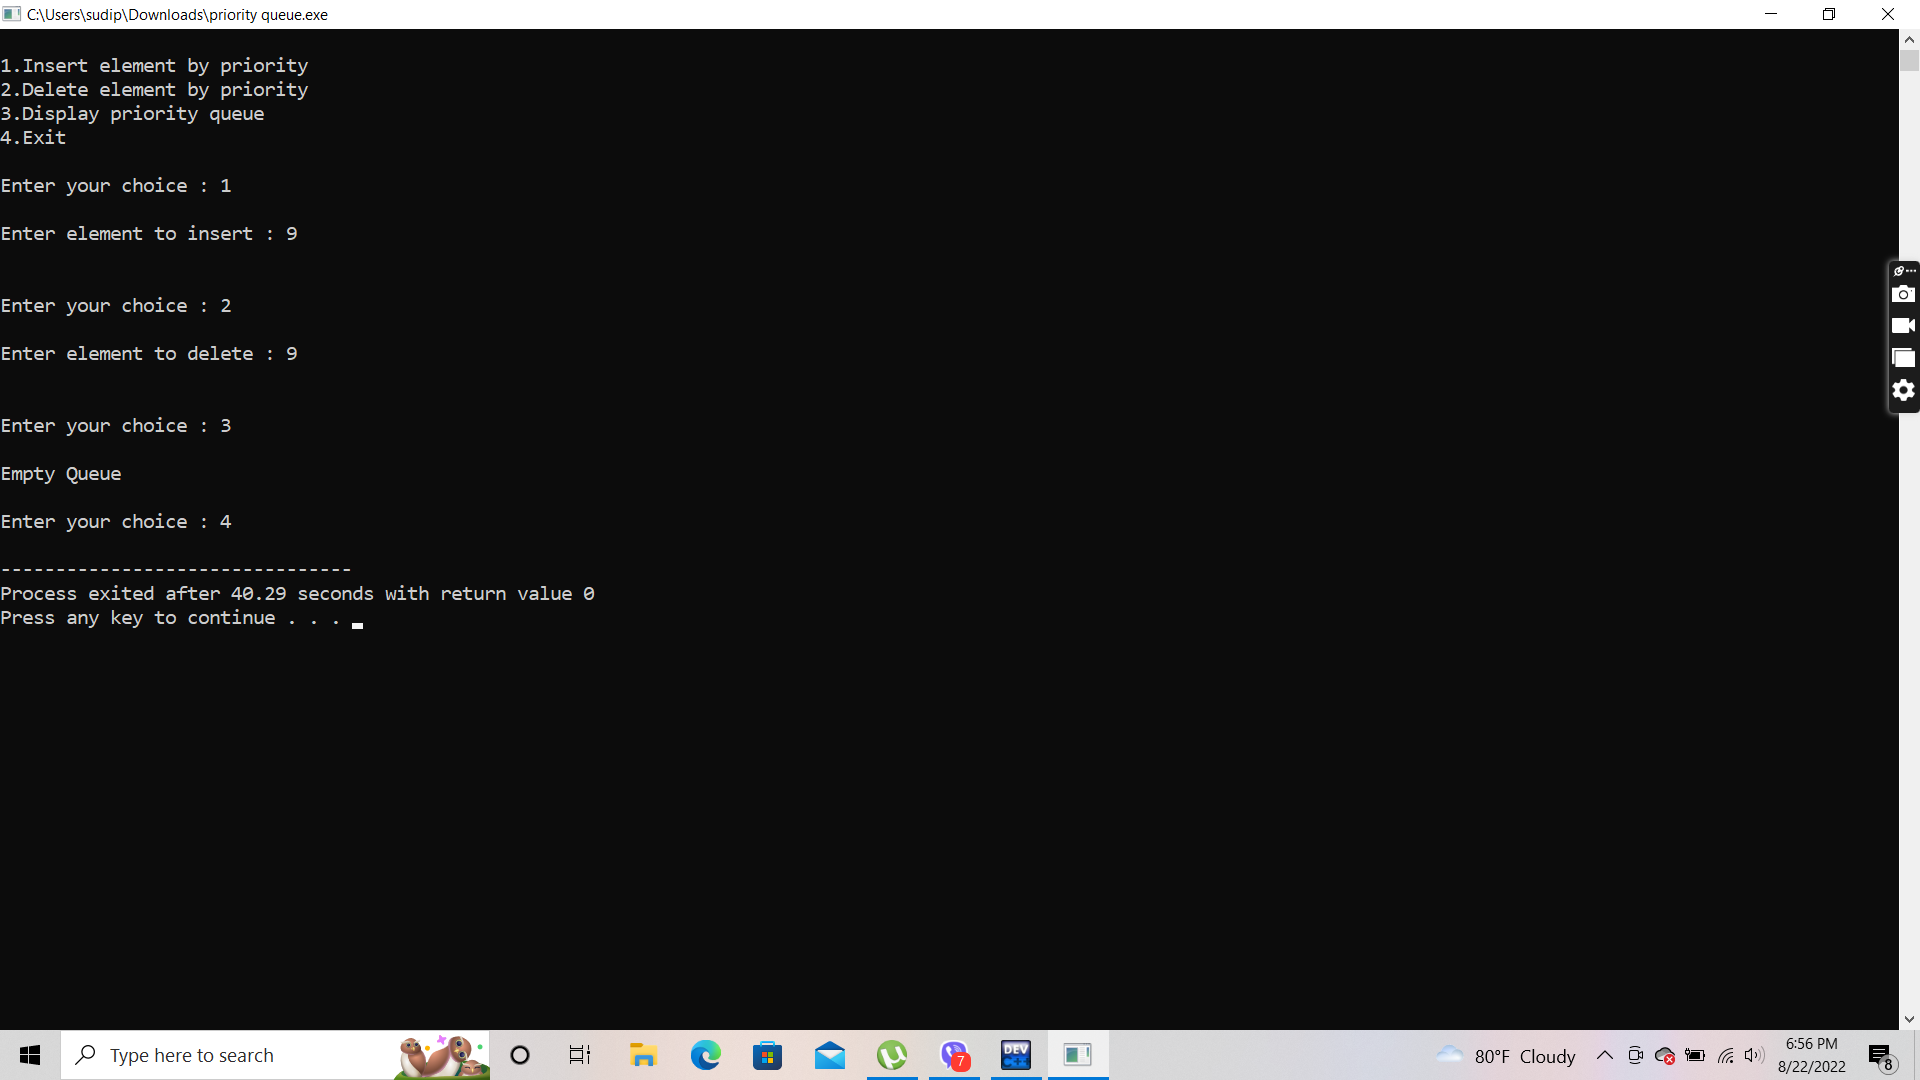 C:\Users\sudip\Downloads\priority queue.exe
1.Insert element by priority
2.Delete element by priority
3.Display priority queue
4.Exit
Enter your choice : 1
Enter element to insert : 9
Enter your choice : 2
Enter element to delete : 9
Enter your choice : 3
Empty Queue
Enter your choice : 4
--------------------------------
Process exited after 40.29 seconds with return value 0
Press any key to continue . . .
Type here to search
7
DEV
C++
80°F Cloudy
6:56 PM
8/22/2022
8